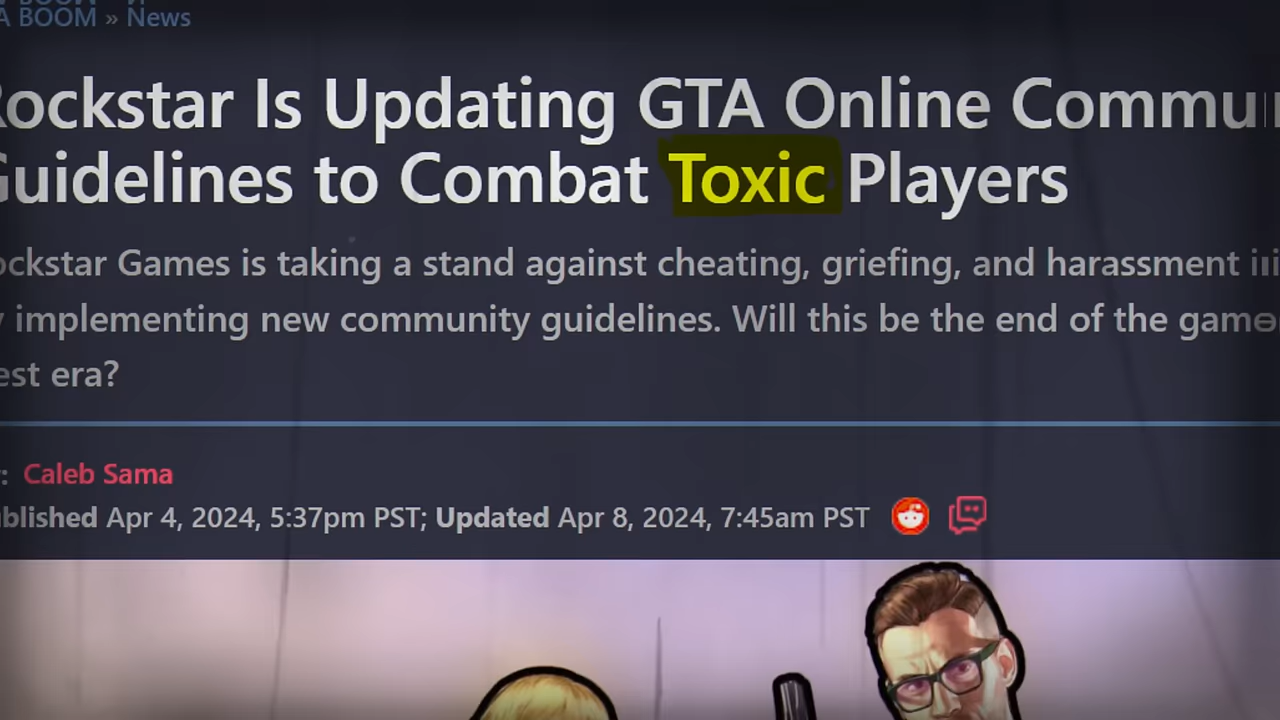 A BOOM » News
Rockstar Is Updating GTA Online Commu
Guidelines to Combat Toxic Players
ockstar Games is taking a stand against cheating, griefing, and harassment
implementing new community guidelines. Will this be the end of the game
est era?
: Caleb Sama
blished Apr 4, 2024, 5:37pm PST; Updated Apr 8, 2024, 7:45am PST